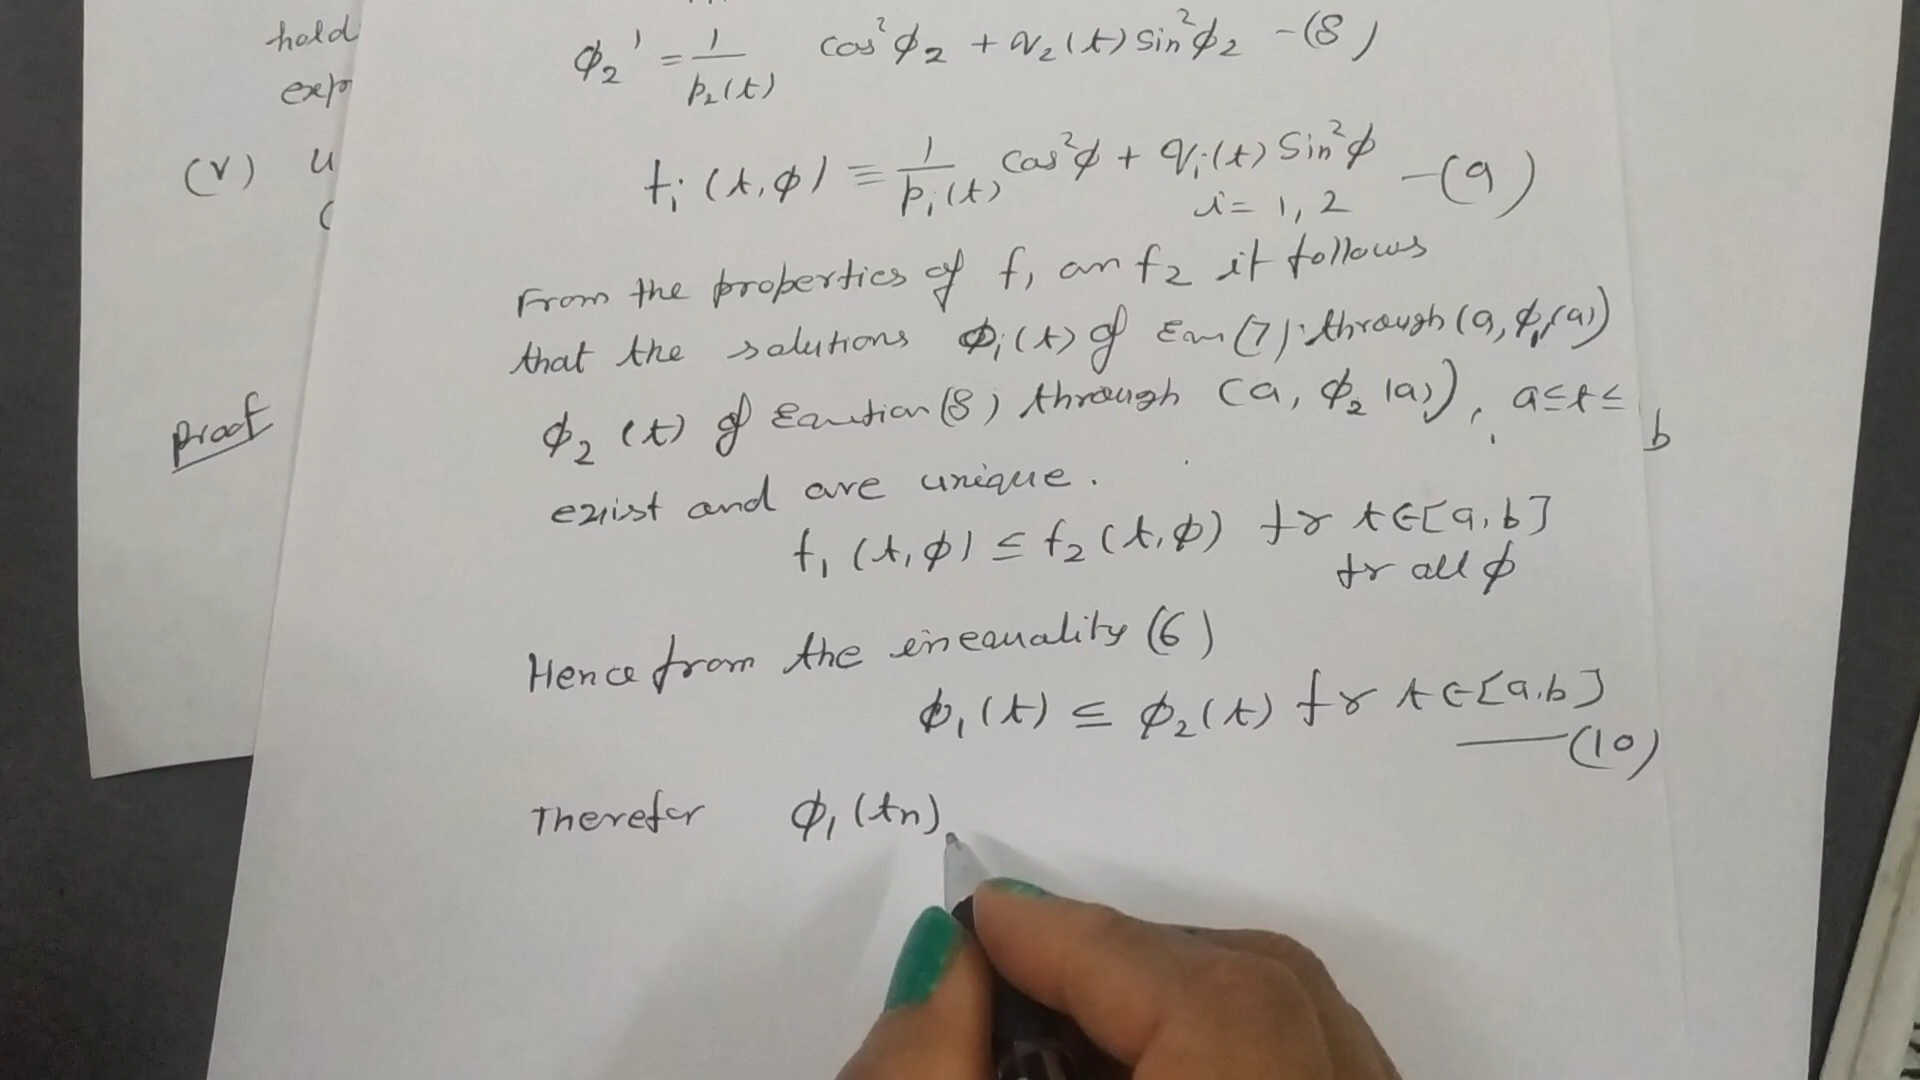 hold
exp
(V) u
Proof
ϕ₂' = 1/p₂(t) cos²ϕ₂ + q₂(t) sin²ϕ₂ -(8)
fᵢ(t,ϕ) ≡ 1/pᵢ(t) cos²ϕ + qᵢ(t) Sin²ϕ -(9)
i = 1, 2
From the properties of f₁ an f₂ it follows
that the solutions ϕᵢ(t) of Eqn (7) through (a, ϕ₁(a))
ϕ₂(t) of Equation (8) through (a, ϕ₂(a)), a≤t≤b
exist and are unique.
f₁(t,ϕ) ≤ f₂(t,ϕ) for t∈[a,b]
for all ϕ
Hence from the inequality (6)
ϕ₁(t) ≤ ϕ₂(t) for t∈[a,b]
—(10)
Therefor ϕ₁(tn)